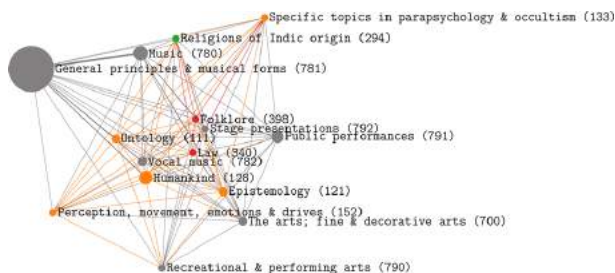 Specific topics in parapsychology & occultism (133)
Religions of Indic origin (294)
Music (780)
General principles & musical forms (781)
Folklore (398)
Stage presentations (792)
Public performances (791)
Ontology (111)
Law (340)
Vocal music (782)
Humankind (128)
Epistemology (121)
Perception, movement, emotions & drives (152)
The arts; fine & decorative arts (700)
Recreational & performing arts (790)